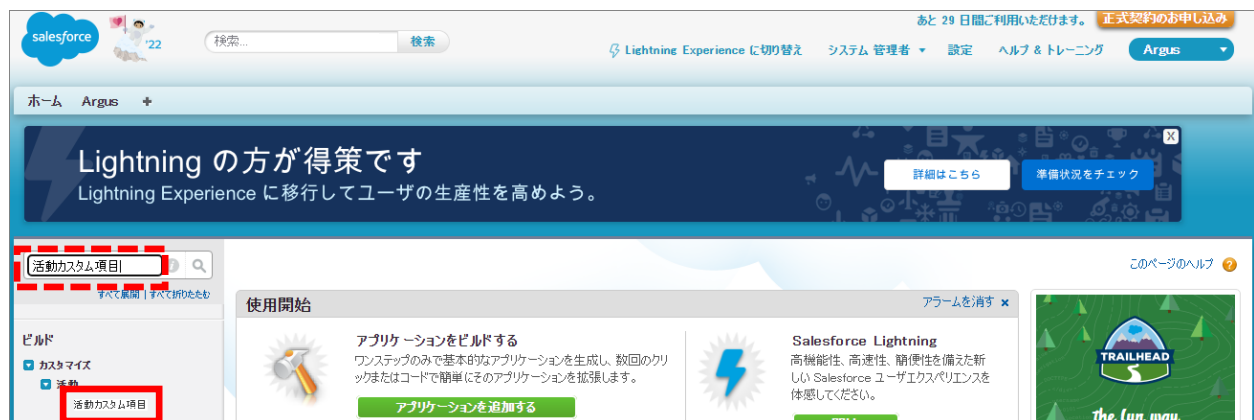 salesforce
'22
検索...
検索
あと 29 日間ご利用いただけます。
正式契約のお申し込み
Lightning Experience に切り替え
システム 管理者
設定
ヘルプ & トレーニング
Argus
ホーム
Argus
+
Lightning の方が得策です
Lightning Experience に移行してユーザの生産性を高めよう。
詳細はこちら
準備状況をチェック
X
活動カスタム項目
すべて展開 | すべて折りたたむ
このページのヘルプ
ビルド
カスタマイズ
活動
活動カスタム項目
使用開始
アラームを消す ×
アプリケーションをビルドする
ワンステップのみで基本的なアプリケーションを生成し、数回のクリ
ックまたはコードで簡単にそのアプリケーションを拡張します。
アプリケーションを追加する
Salesforce Lightning
高機能性、高速性、簡便性を備えた新
しい Salesforce ユーザエクスペリエンスを
体感してください。
TRAILHEAD
The fun way